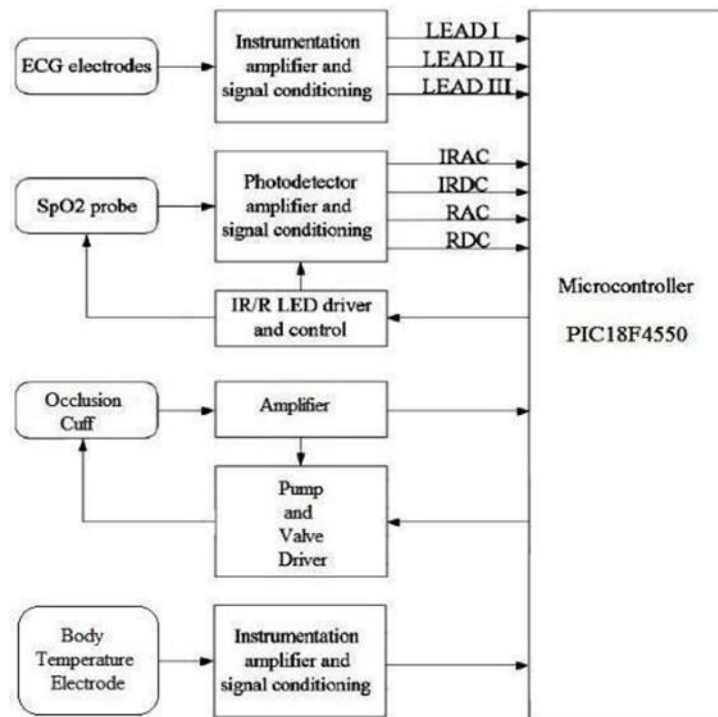 ECG electrodes
Instrumentation
amplifier and
signal conditioning
LEAD I
LEAD II
LEAD III
SpO2 probe
Photodetector
amplifier and
signal conditioning
IRAC
IRDC
RAC
RDC
IR/R LED driver
and control
Microcontroller
PIC18F4550
Occlusion
Cuff
Amplifier
Pump
and
Valve
Driver
Body
Temperature
Electrode
Instrumentation
amplifier and
signal conditioning